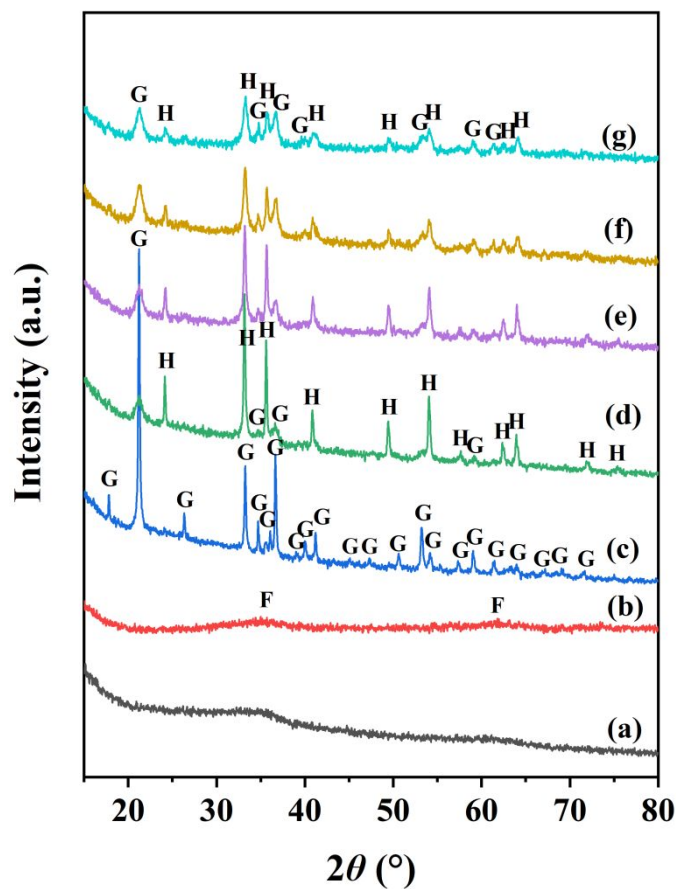 G H H G H G G H H G H G H H (g)
(f)
G
(e)
H H H G G H H H H G H H H H (d)
G G G G G G G G G G G G G G G G G G G G G (c)
F F (b)
(a)
20 30 40 50 60 70 80
2θ (°)
Intensity (a.u.)